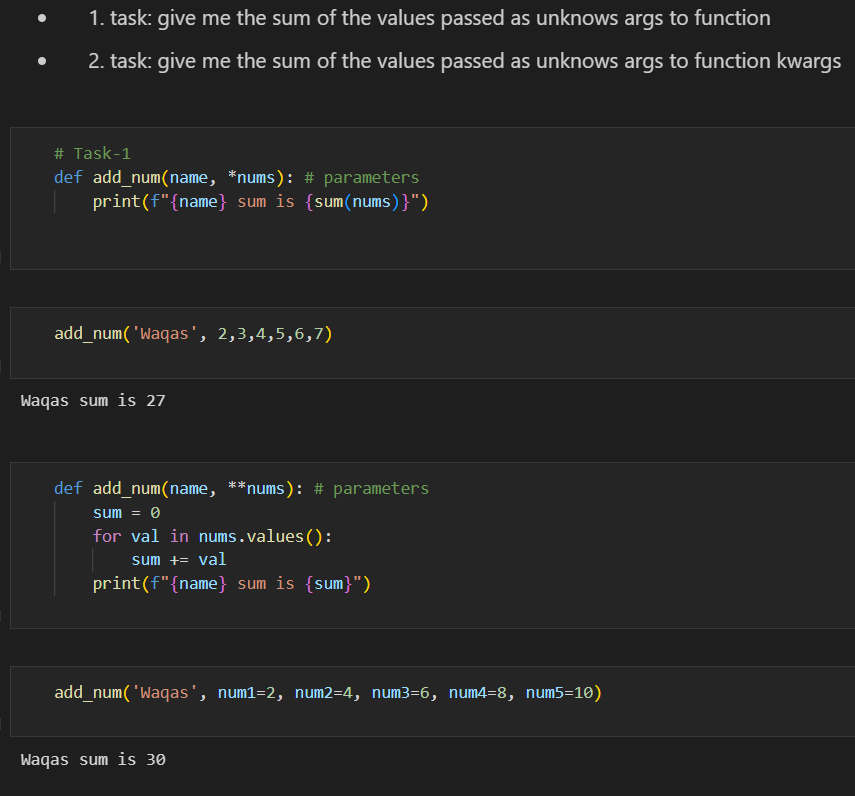 • 1. task: give me the sum of the values passed as unknows args to function
• 2. task: give me the sum of the values passed as unknows args to function kwargs
# Task-1
def add_num(name, *nums): # parameters
    print(f"{name} sum is {sum(nums)}")
add_num('Waqas', 2,3,4,5,6,7)
Waqas sum is 27
def add_num(name, **nums): # parameters
    sum = 0
    for val in nums.values():
        sum += val
    print(f"{name} sum is {sum}")
add_num('Waqas', num1=2, num2=4, num3=6, num4=8, num5=10)
Waqas sum is 30